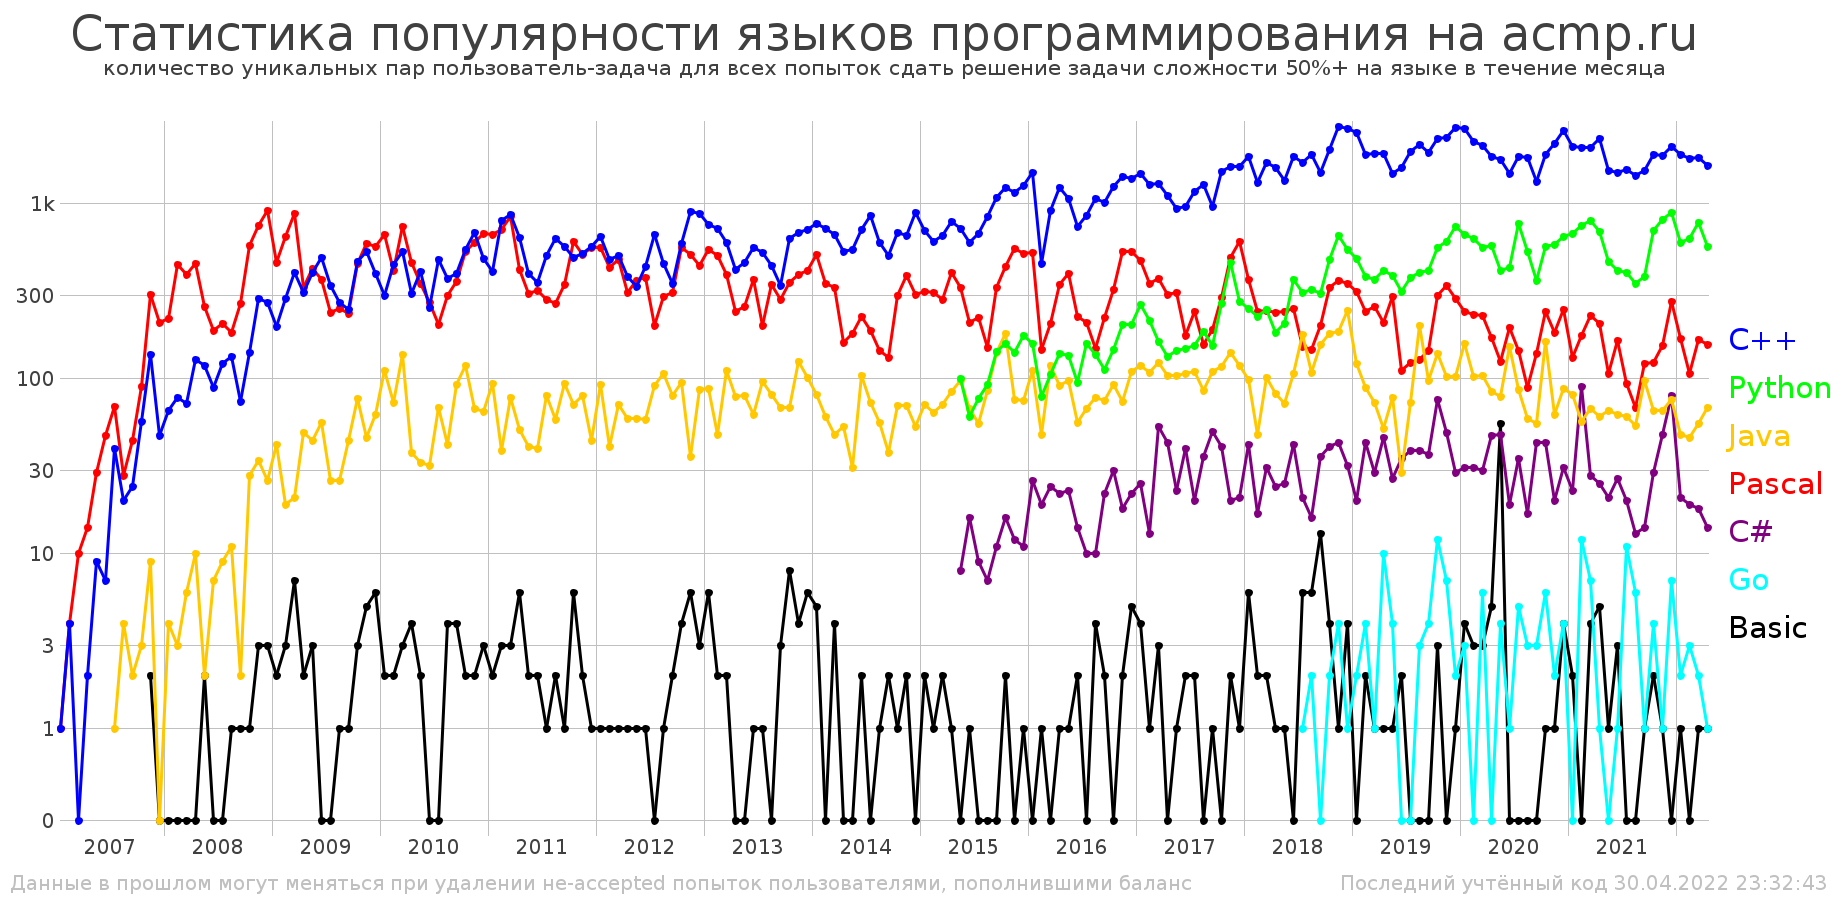 Статистика популярности языков программирования на acmp.ru
количество уникальных пар пользователь-задача для всех попыток сдать решение задачи сложности 50%+ на языке в течение месяца
1k
300
100
30
10
3
1
0
C++
Python
Java
Pascal
C#
Go
Basic
2007 2008 2009 2010 2011 2012 2013 2014 2015 2016 2017 2018 2019 2020 2021
Данные в прошлом могут меняться при удалении не-accepted попыток пользователями, пополнившими баланс
Последний учтённый код 30.04.2022 23:32:43